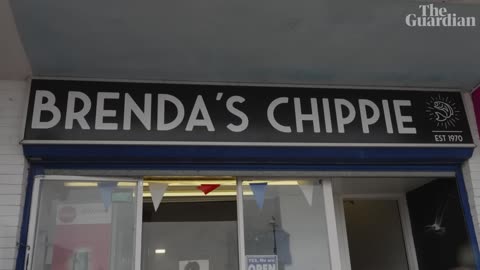 The
Guardian
BRENDA'S CHIPPIE
EST 1970
YES, We are
OPEN